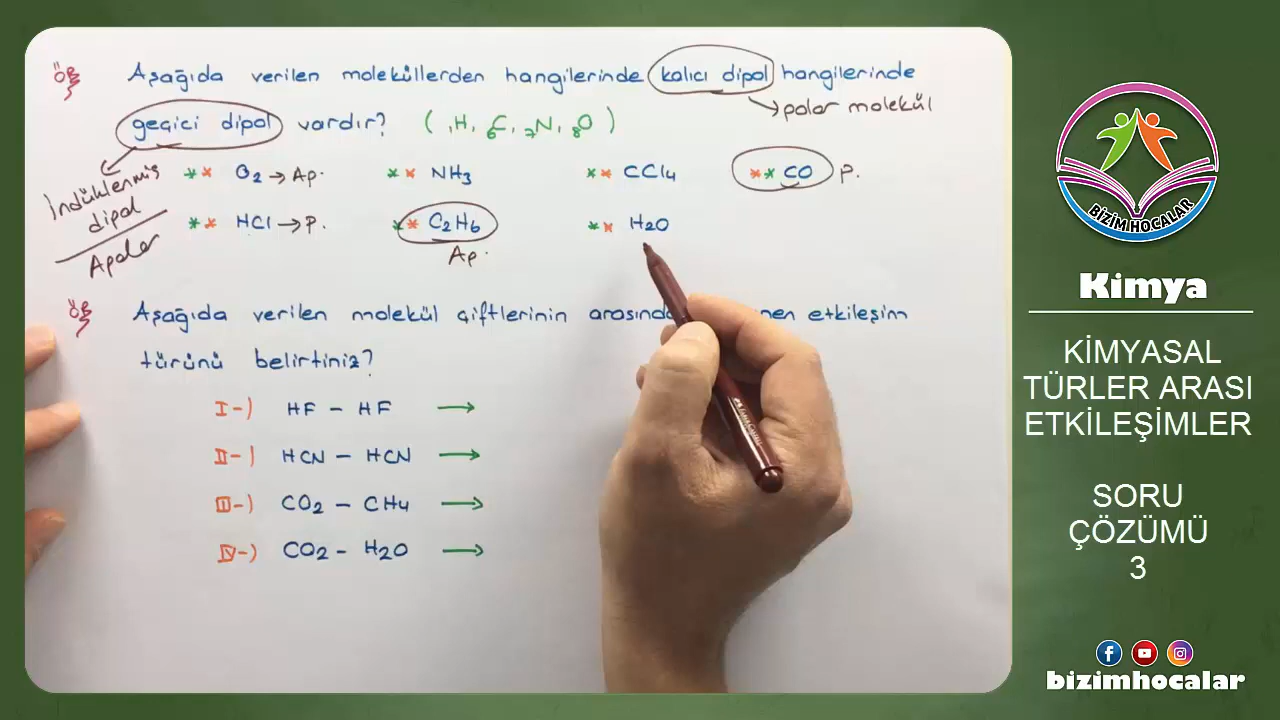 ÖR Aşağıda verilen moleküllerden hangilerinde kalıcı dipol hangilerinde
→ polar molekül
geçici dipol vardır? ( ₁H, ₆C, ₇N, ₈O )
İndüklenmiş
dipol
Apolar
** O2 → Ap. ** NH3 ** CCl4 ** CO P.
** HCl → P. ** C2H6 ** H2O
Ap.
ÖR Aşağıda verilen molekül çiftlerinin arasında etkileşim
türünü belirtiniz?
I-) HF - HF →
II-) HCN - HCN →
III-) CO2 - CH4 →
IV-) CO2 - H2O →
BİZİM HOCALAR
Kimya
KİMYASAL
TÜRLER ARASI
ETKİLEŞİMLER
SORU
ÇÖZÜMÜ
3
bizimhocalar